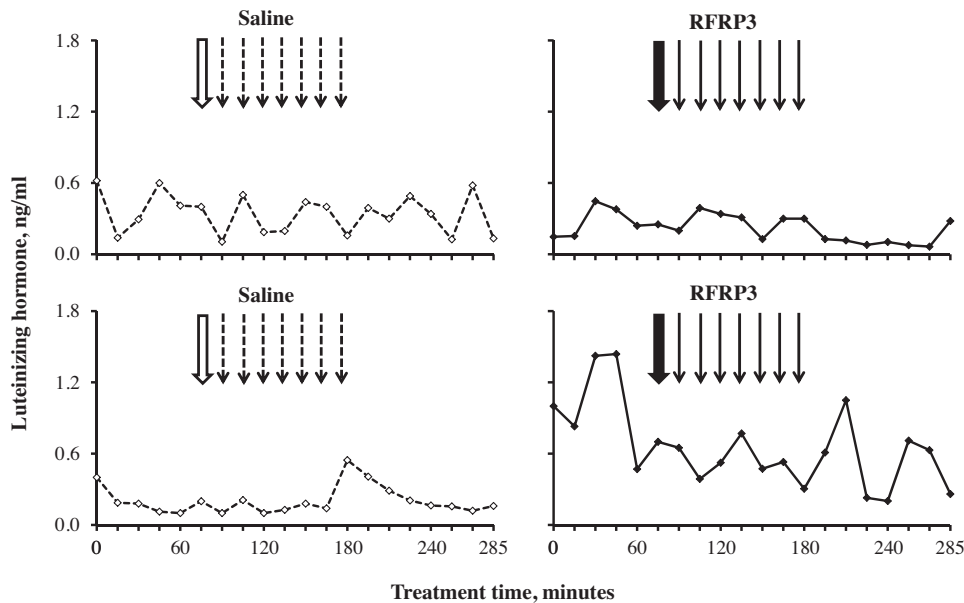 Saline
RFRP3
1.8
1.2
0.6
0.0
Saline
RFRP3
1.8
1.2
0.6
0.0
0 60 120 180 240 285
0 60 120 180 240 285
Luteinizing hormone, ng/ml
Treatment time, minutes